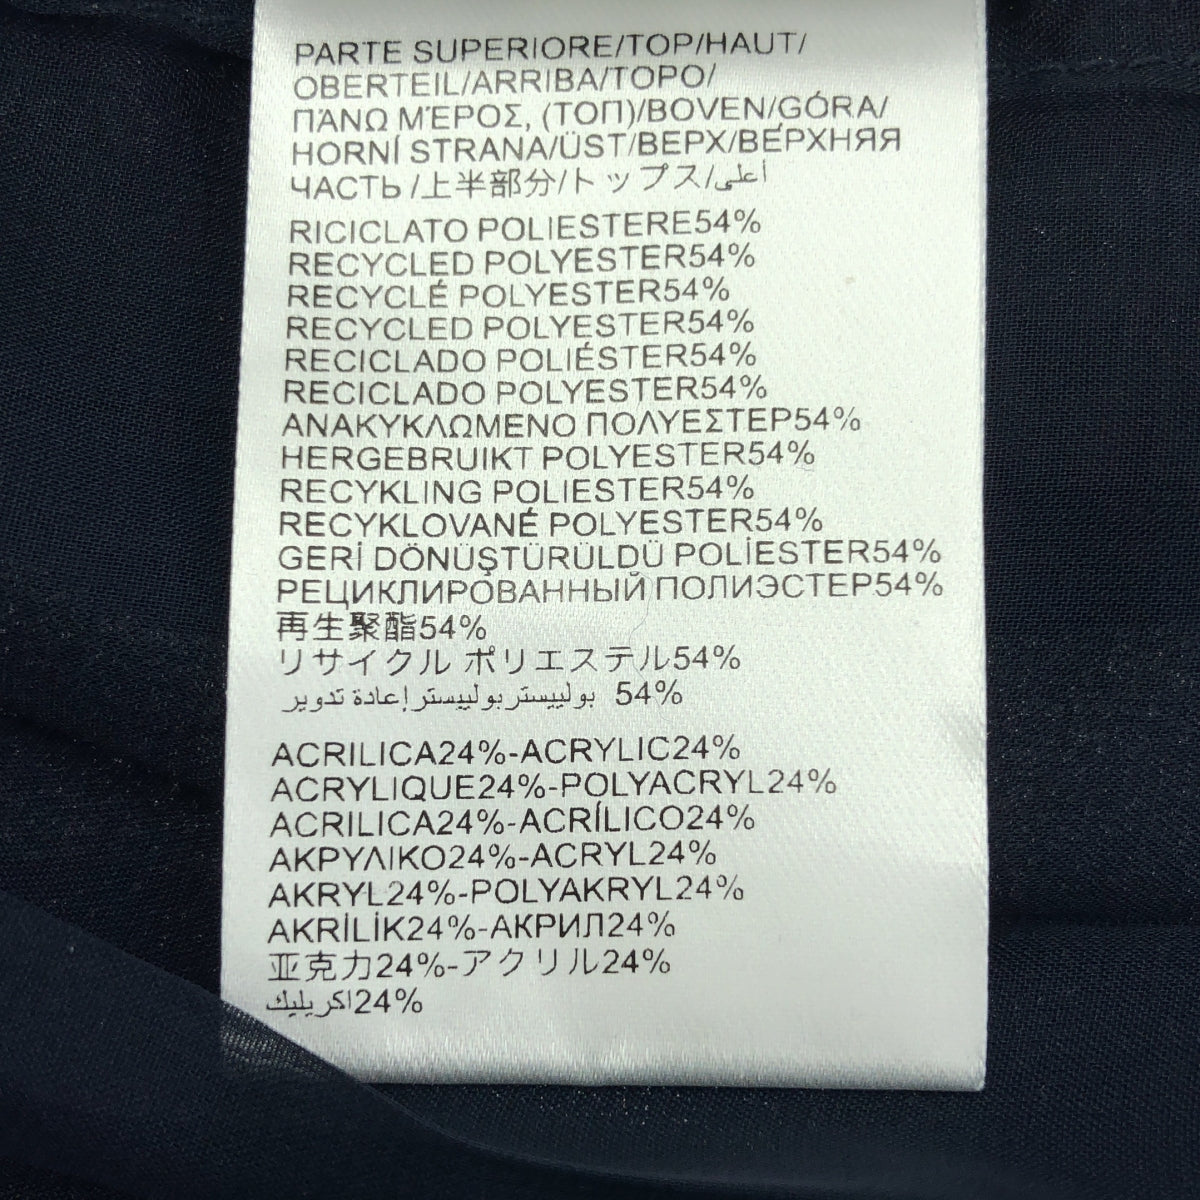 PARTE SUPERIORE/TOP/HAUT/
OBERTEIL/ARRIBA/TOPO/
ΠΆΝΩ ΜΈΡΟΣ, (ΤΟΠ)/BOVEN/GÓRA/
HORNÍ STRANA/ÜST/ВЕРХ/ВЕ́РХНЯЯ
ЧАСТЬ/上半部分/トップス/أعلى
RICICLATO POLIESTERE54%
RECYCLED POLYESTER54%
RECYCLÉ POLYESTER54%
RECYCLED POLYESTER54%
RECICLADO POLIÉSTER54%
RECICLADO POLYESTER54%
ΑΝΑΚΥΚΛΩΜΕΝΟ ΠΟΛΥΕΣΤΕΡ54%
HERGEBRUIKT POLYESTER54%
RECYKLING POLIESTER54%
RECYKLOVANÉ POLYESTER54%
GERİ DÖNÜŞTÜRÜLDÜ POLİESTER54%
РЕЦИКЛИРОВАННЫЙ ПОЛИЭСТЕР54%
再生聚酯54%
リサイクル ポリエステル54%
بوليیستربوليیستر إعادة تدوير 54%
ACRILICA24%-ACRYLIC24%
ACRYLIQUE24%-POLYACRYL24%
ACRILICA24%-ACRÍLICO24%
ΑΚΡΥΛΙΚΟ24%-ACRYL24%
AKRYL24%-POLYAKRYL24%
AKRİLİK24%-АКРИЛ24%
亚克力24%-アクリル24%
اكريليك24%